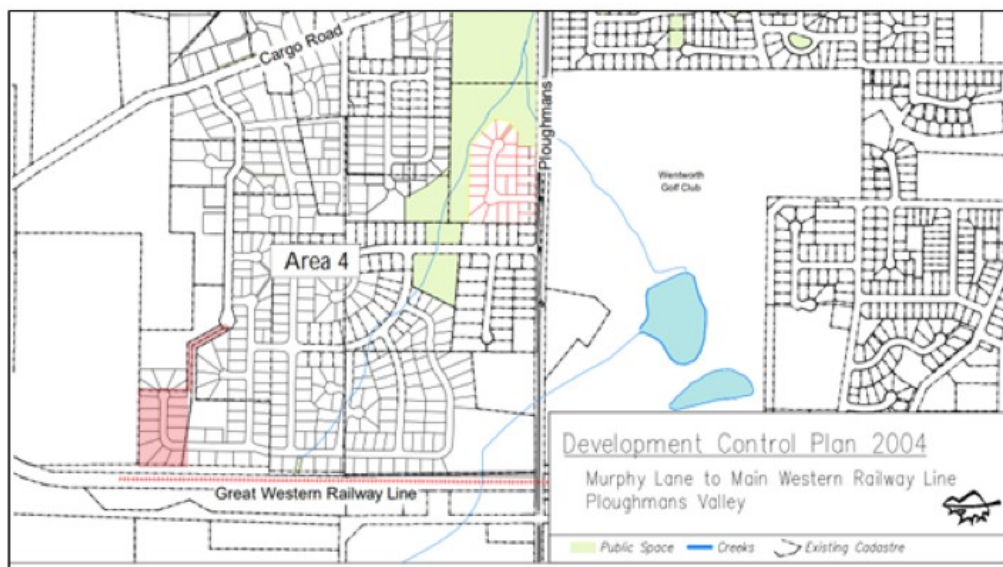 Cargo Road
Ploughmans
Wentworth
Golf Club
Area 4
Great Western Railway Line
Development Control Plan 2004
Murphy Lane to Main Western Railway Line
Ploughmans Valley
Public Space
Creeks
Existing Cadastre